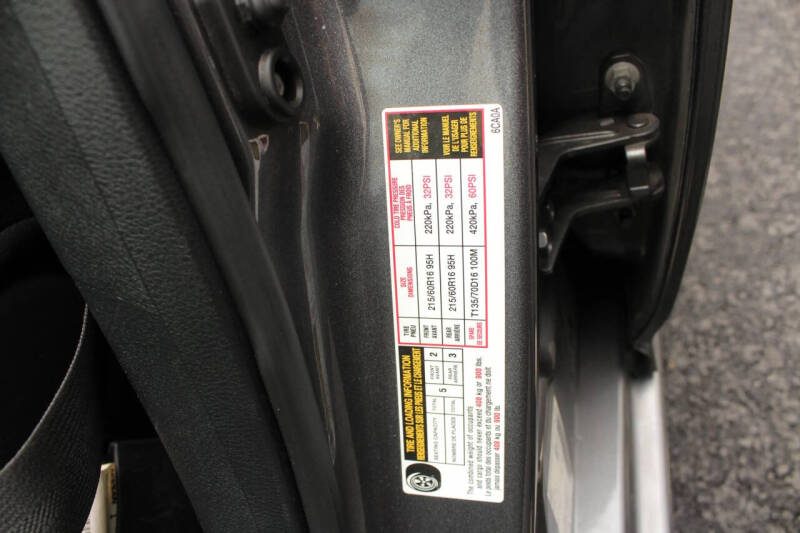 TIRE AND LOADING INFORMATION
RENSEIGNEMENTS SUR LES PNEUS ET LE CHARGEMENT
SEATING CAPACITY TOTAL 5 FRONT AVANT 2
NOMBRE DE PLACES TOTAL REAR ARRIÈRE 3
The combined weight of occupants
and cargo should never exceed 408 kg or 900 lbs.
Le poids total des occupants et du chargement ne doit
jamais dépasser 408 kg ou 900 lb.
TIRE
PNEU
SIZE
DIMENSIONS
COLD TIRE PRESSURE
PRESSION DES
PNEUS À FROID
FRONT
AVANT
215/60R16 95H
220kPa, 32PSI
REAR
ARRIÈRE
215/60R16 95H
220kPa, 32PSI
SPARE
DE SECOURS
T135/70D16 100M
420kPa, 60PSI
SEE OWNER'S
MANUAL FOR
ADDITIONAL
INFORMATION
VOIR LE MANUEL
DE L'USAGER
POUR PLUS DE
RENSEIGNEMENTS
6CA0A